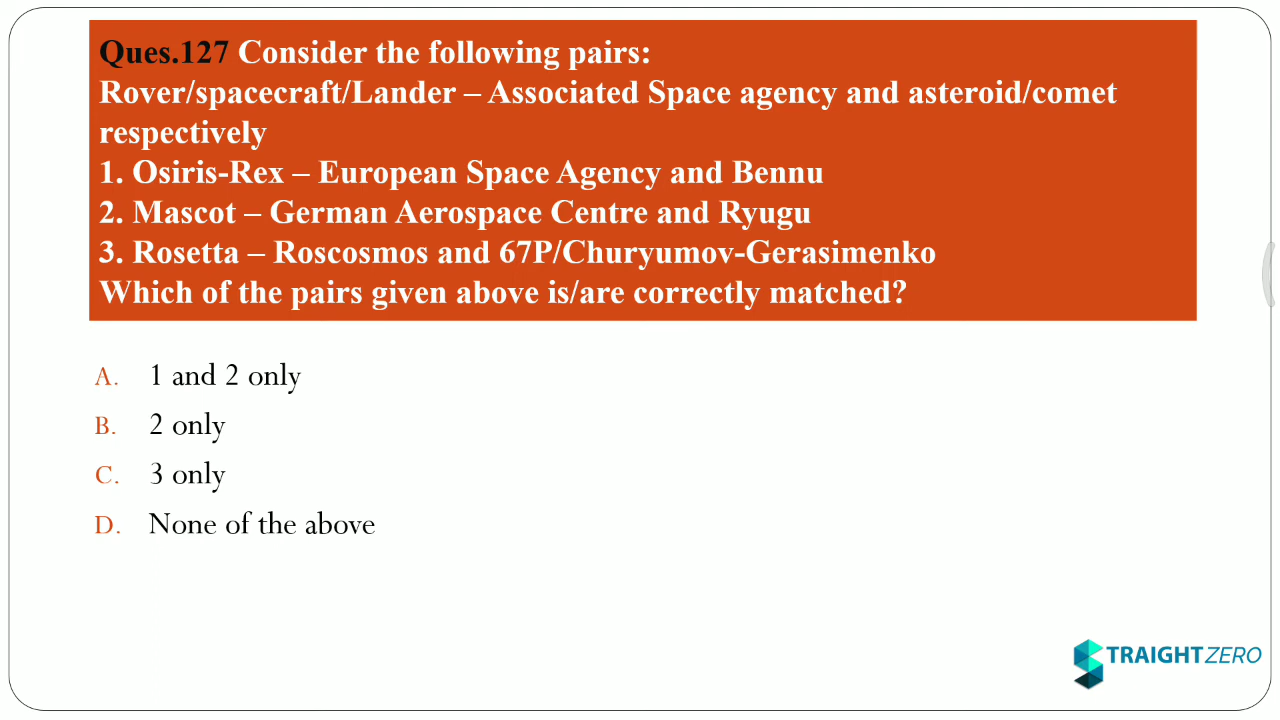 Ques.127 Consider the following pairs:
Rover/spacecraft/Lander – Associated Space agency and asteroid/comet
respectively
1. Osiris-Rex – European Space Agency and Bennu
2. Mascot – German Aerospace Centre and Ryugu
3. Rosetta – Roscosmos and 67P/Churyumov-Gerasimenko
Which of the pairs given above is/are correctly matched?
A. 1 and 2 only
B. 2 only
C. 3 only
D. None of the above
STRAIGHTZERO